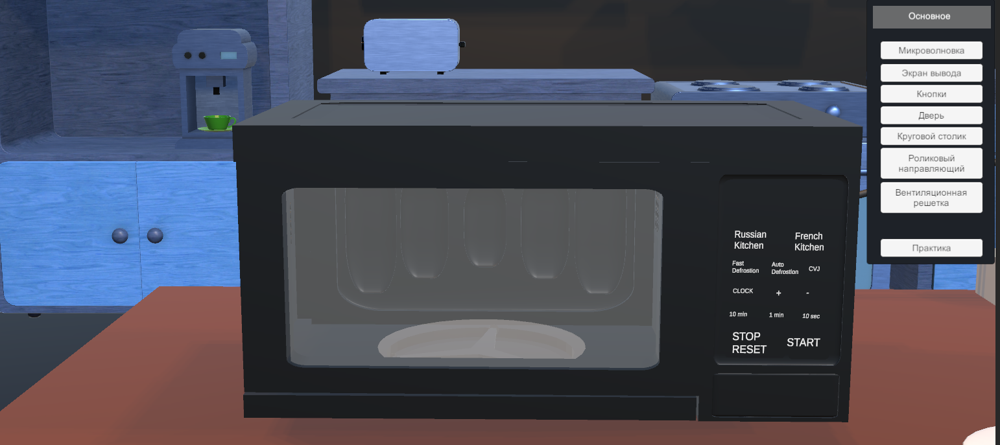 Основное
Микроволновка
Экран вывода
Кнопки
Дверь
Круговой столик
Роликовый
направляющий
Вентиляционная
решетка
Практика
Russian
Kitchen
French
Kitchen
Fast
Defrostion
Auto
Defrostion
CVJ
CLOCK
+
-
10 min
1 min
10 sec
STOP
RESET
START